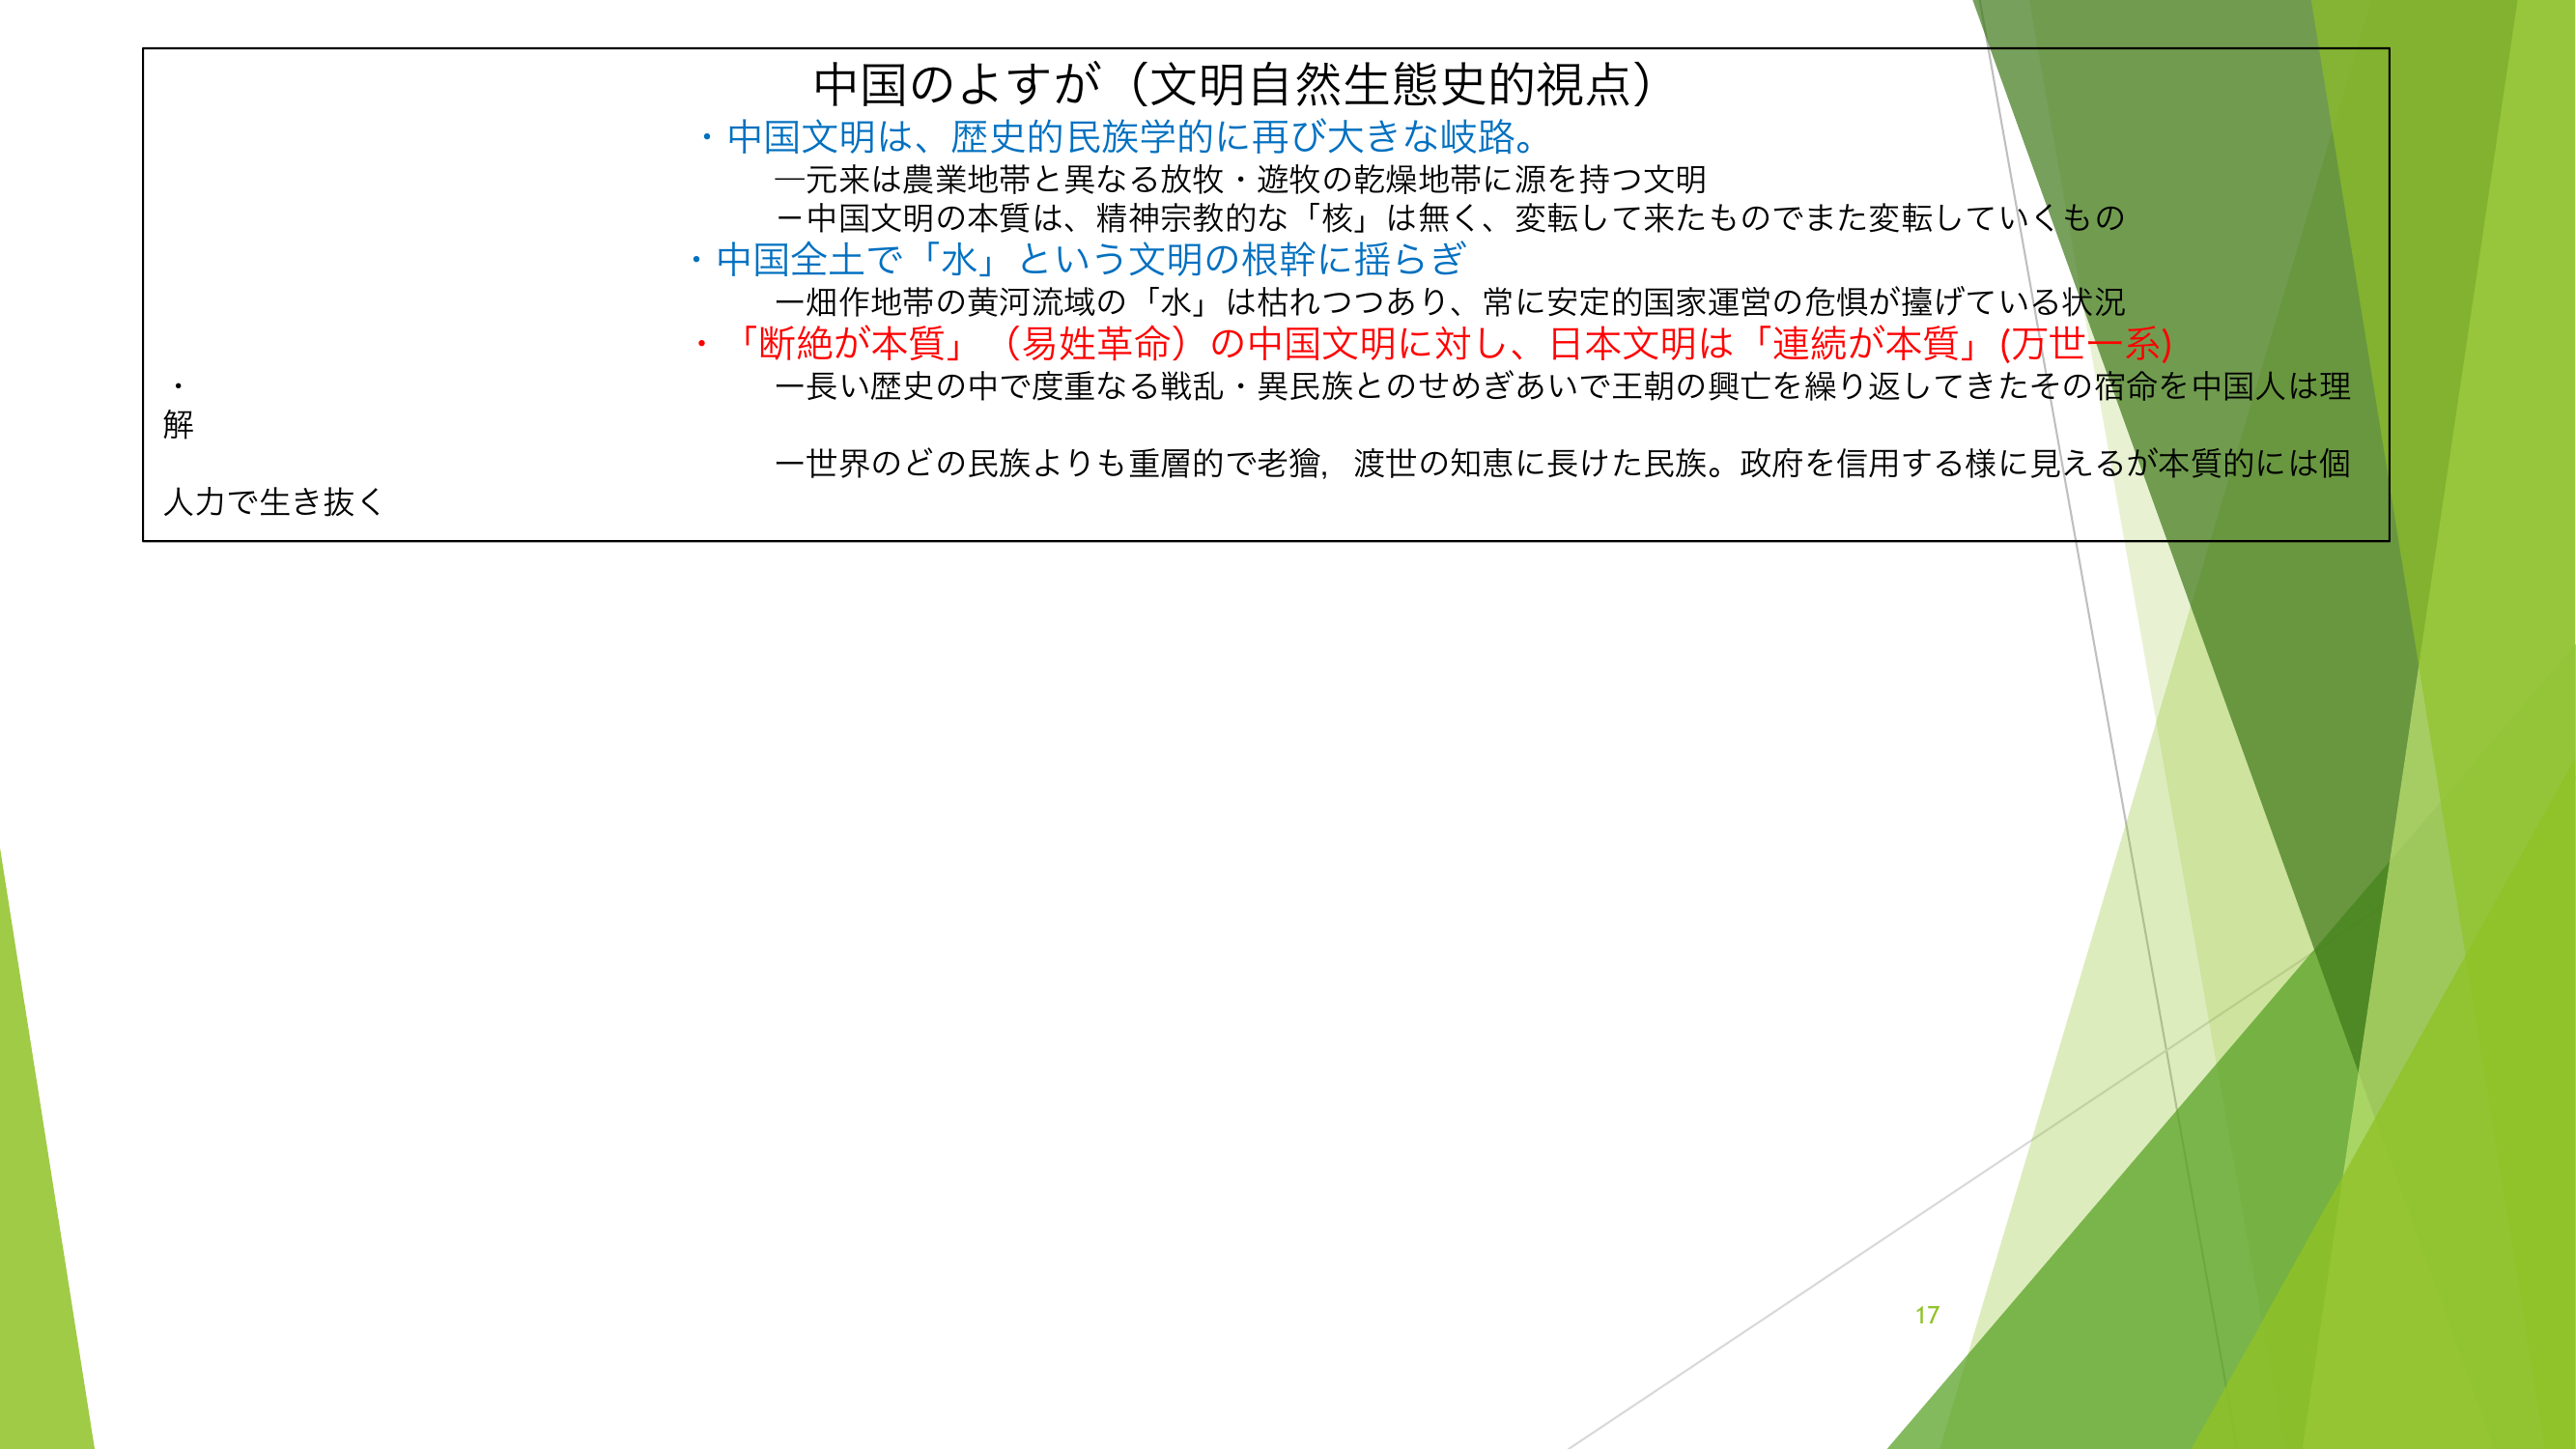 中国のよすが（文明自然生態史的視点）
・中国文明は、歴史的民族学的に再び大きな岐路。
―元来は農業地帯と異なる放牧・遊牧の乾燥地帯に源を持つ文明
－中国文明の本質は、精神宗教的な「核」は無く、変転して来たものでまた変転していくもの
・中国全土で「水」という文明の根幹に揺らぎ
ー畑作地帯の黄河流域の「水」は枯れつつあり、常に安定的国家運営の危惧が擡げている状況
・「断絶が本質」（易姓革命）の中国文明に対し、日本文明は「連続が本質」(万世一系)
・ ー長い歴史の中で度重なる戦乱・異民族とのせめぎあいで王朝の興亡を繰り返してきたその宿命を中国人は理
解
ー世界のどの民族よりも重層的で老獪，渡世の知恵に長けた民族。政府を信用する様に見えるが本質的には個
人力で生き抜く
17